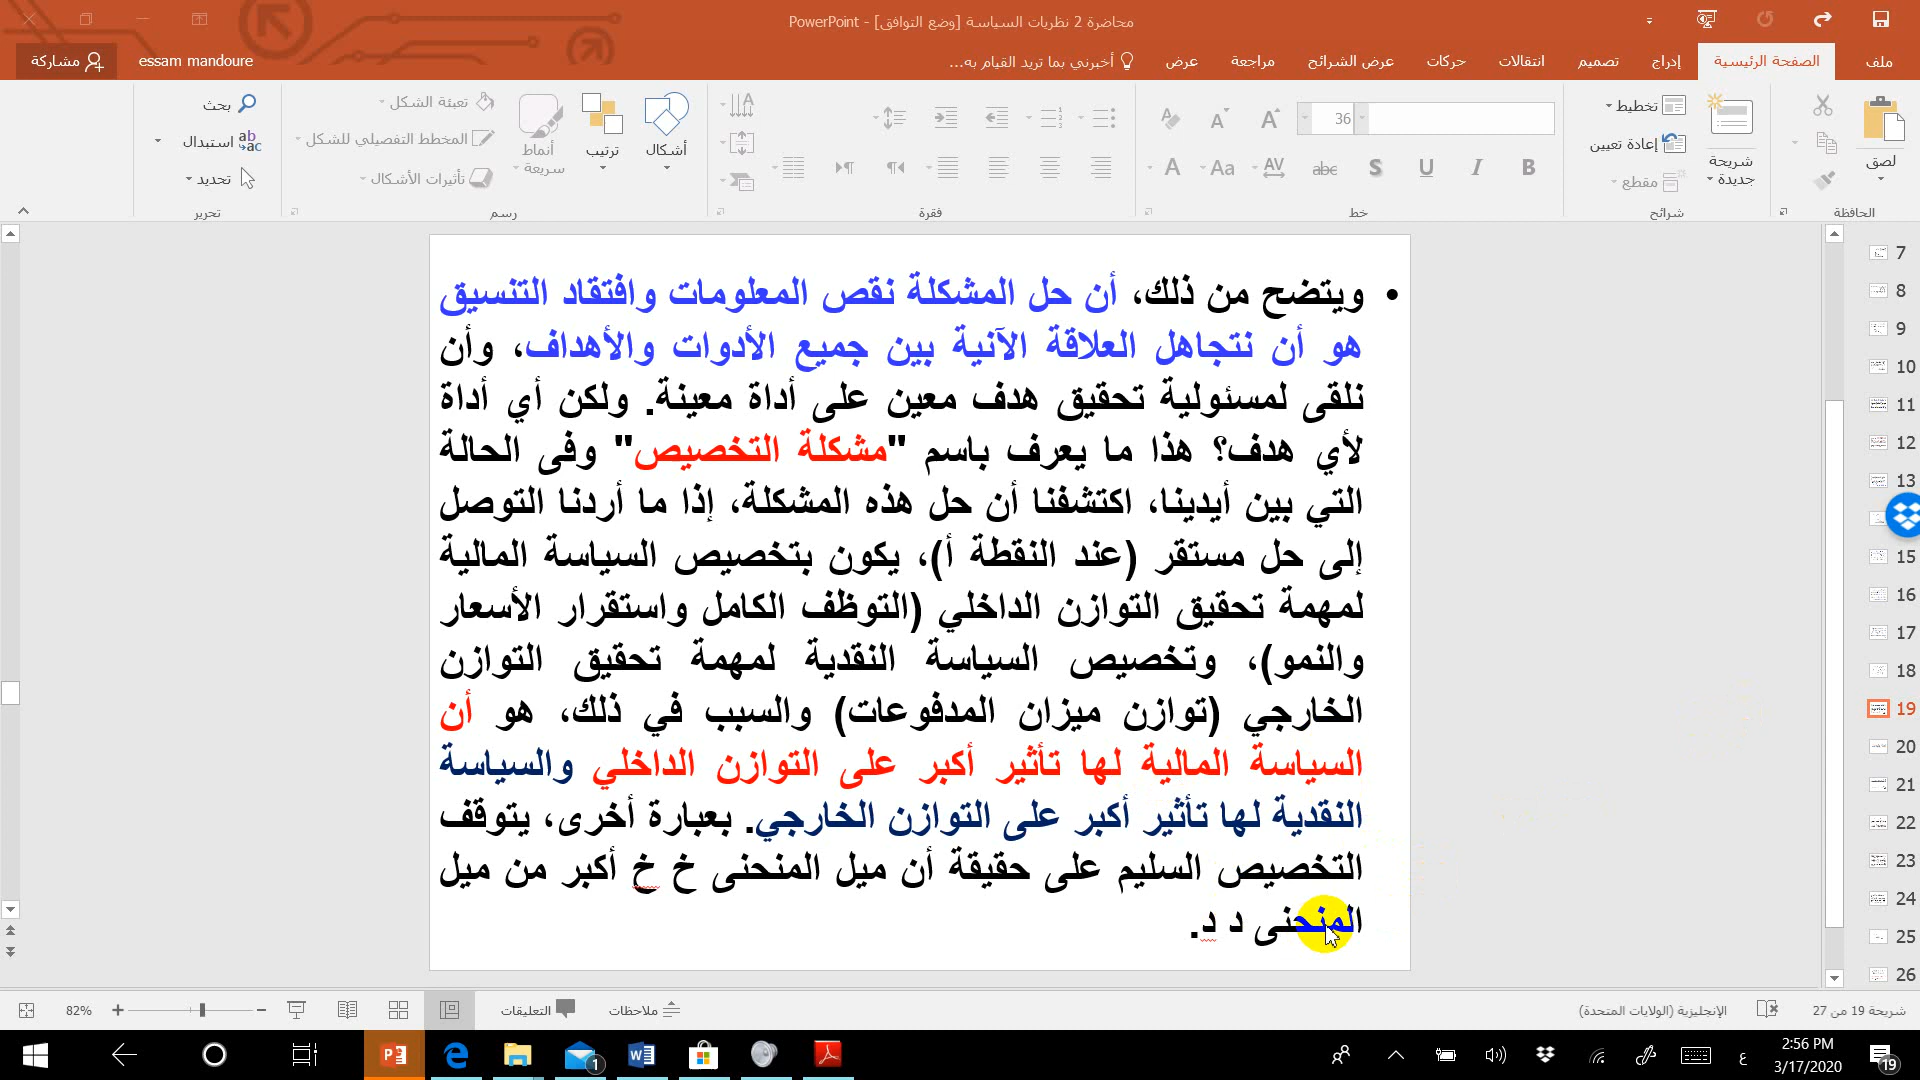 محاضرة 2 نظريات السياسة [وضع التوافق] - PowerPoint
ملف
الصفحة الرئيسية
إدراج
تصميم
انتقالات
حركات
عرض الشرائح
مراجعة
عرض
أخبرني بما تريد القيام به...
essam mandoure
مشاركة
لصق
الحافظة
شريحة جديدة
تخطيط
إعادة تعيين
مقطع
شرائح
36
خط
فقرة
أشكال
ترتيب
أنماط سريعة
تعبئة الشكل
المخطط التفصيلي للشكل
تأثيرات الأشكال
رسم
بحث
استبدال
تحديد
تحرير
• ويتضح من ذلك، أن حل المشكلة نقص المعلومات وافتقاد التنسيق
هو أن نتجاهل العلاقة الآنية بين جميع الأدوات والأهداف، وأن
نلقى لمسئولية تحقيق هدف معين على أداة معينة. ولكن أي أداة
لأي هدف؟ هذا ما يعرف باسم "مشكلة التخصيص" وفى الحالة
التي بين أيدينا، اكتشفنا أن حل هذه المشكلة، إذا ما أردنا التوصل
إلى حل مستقر (عند النقطة أ)، يكون بتخصيص السياسة المالية
لمهمة تحقيق التوازن الداخلي (التوظف الكامل واستقرار الأسعار
والنمو)، وتخصيص السياسة النقدية لمهمة تحقيق التوازن
الخارجي (توازن ميزان المدفوعات) والسبب في ذلك، هو أن
السياسة المالية لها تأثير أكبر على التوازن الداخلي والسياسة
النقدية لها تأثير أكبر على التوازن الخارجي. بعبارة أخرى، يتوقف
التخصيص السليم على حقيقة أن ميل المنحنى خ خ أكبر من ميل
المنحنى د د.
7
8
9
10
11
12
13
15
16
17
18
19
20
21
22
23
24
25
26
شريحة 19 من 27
الإنجليزية (الولايات المتحدة)
ملاحظات
التعليقات
82%
2:56 PM
3/17/2020
ع
19
1